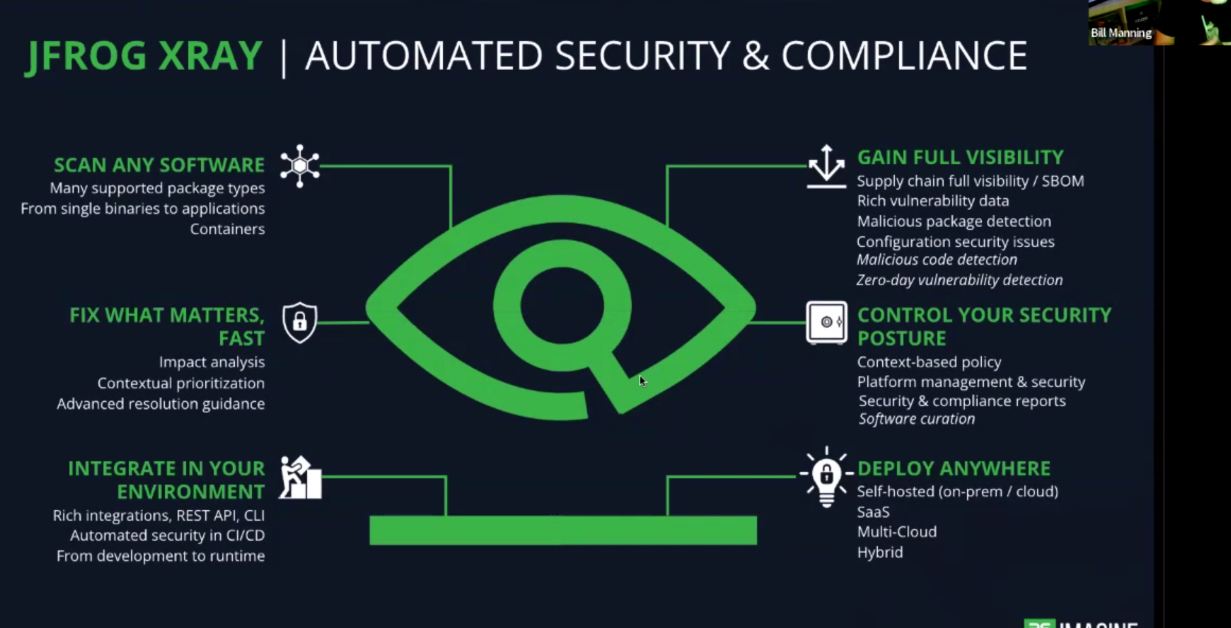 Bill Manning
JFROG XRAY | AUTOMATED SECURITY & COMPLIANCE
SCAN ANY SOFTWARE
Many supported package types
From single binaries to applications
Containers
FIX WHAT MATTERS,
FAST
Impact analysis
Contextual prioritization
Advanced resolution guidance
INTEGRATE IN YOUR
ENVIRONMENT
Rich integrations, REST API, CLI
Automated security in CI/CD
From development to runtime
GAIN FULL VISIBILITY
Supply chain full visibility / SBOM
Rich vulnerability data
Malicious package detection
Configuration security issues
Malicious code detection
Zero-day vulnerability detection
CONTROL YOUR SECURITY
POSTURE
Context-based policy
Platform management & security
Security & compliance reports
Software curation
DEPLOY ANYWHERE
Self-hosted (on-prem / cloud)
SaaS
Multi-Cloud
Hybrid